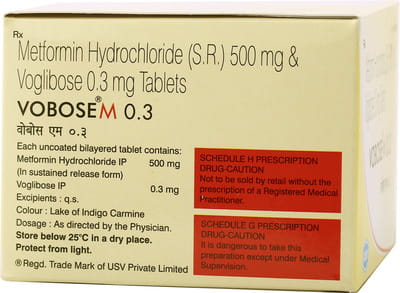 Rx
Metformin Hydrochloride (S.R.) 500 mg &
Voglibose 0.3 mg Tablets
VOBOSE® M 0.3
वोबोस एम ०.३
Each uncoated bilayered tablet contains:
Metformin Hydrochloride IP 500 mg
(In sustained release form)
Voglibose IP 0.3 mg
Excipients : q.s.
Colour : Lake of Indigo Carmine
Dosage : As directed by the Physician.
Store below 25°C in a dry place.
Protect from light.
® Regd. Trade Mark of USV Private Limited
SCHEDULE H PRESCRIPTION
DRUG-CAUTION
Not to be sold by retail without the
prescription of a Registered Medical
Practitioner.
SCHEDULE G PRESCRIPTION
DRUG-CAUTION
It is dangerous to take this
preparation except under Medical
Supervision.